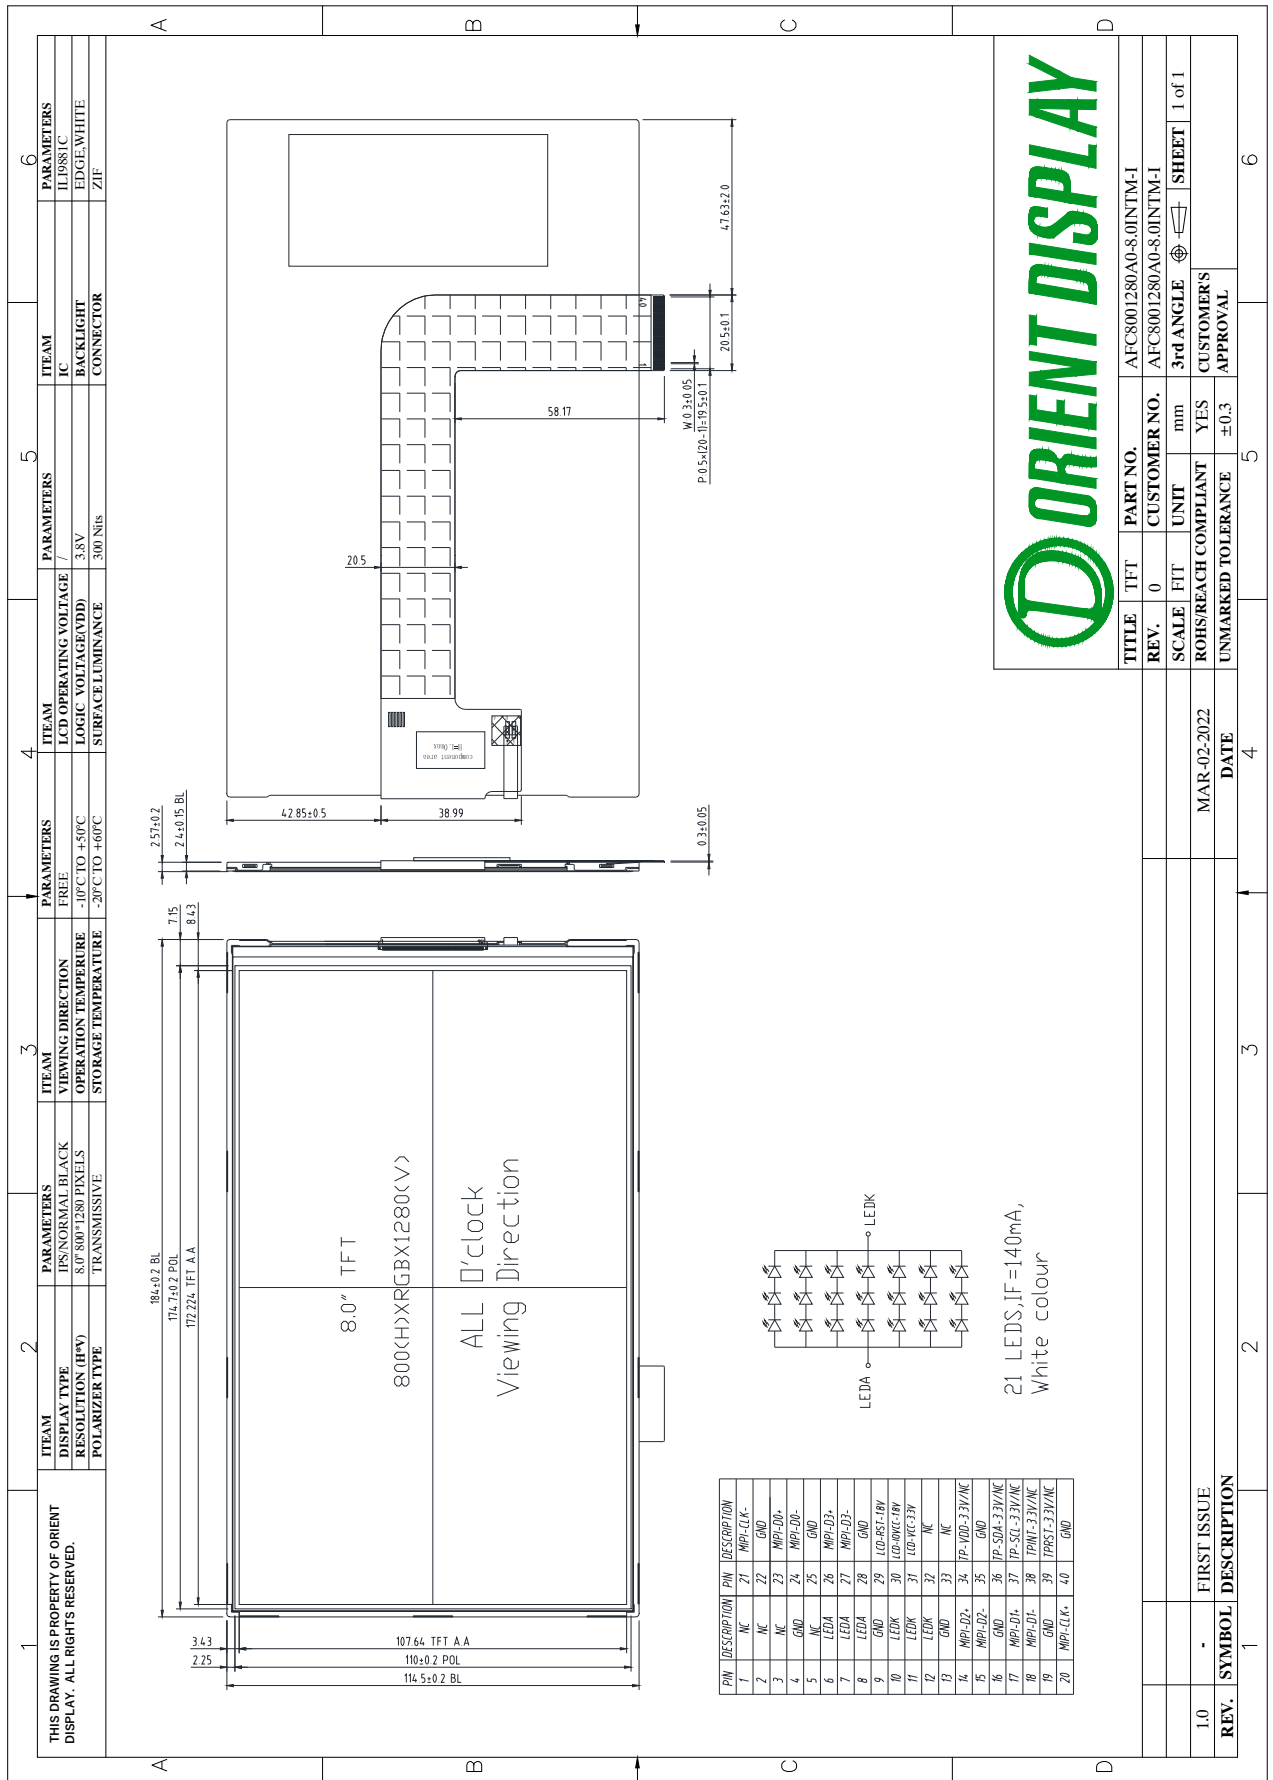 1 2 3 4 5 6
THIS DRAWING IS PROPERTY OF ORIENT
DISPLAY. ALL RIGHTS RESERVED.
ITEAM PARAMETERS ITEAM PARAMETERS ITEAM PARAMETERS ITEAM PARAMETERS
DISPLAY TYPE IPS/NORMAL BLACK VIEWING DIRECTION FREE LCD OPERATING VOLTAGE / IC ILI9881C
RESOLUTION (H*V) 8.0" 800*1280 PIXELS OPERATION TEMPERURE -10°C TO +50°C LOGIC VOLTAGE(VDD) 3.8V BACKLIGHT EDGE,WHITE
POLARIZER TYPE TRANSMISSIVE STORAGE TEMPERATURE -20°C TO +60°C SURFACE LUMINANCE 300 Nits CONNECTOR ZIF
A A
B B
C C
D D
184±0.2 BL
174.7±0.2 POL
172.224 TFT A.A
7.15
8.43
3.43
2.25
107.64 TFT A.A
110±0.2 POL
114.5±0.2 BL
8.0" TFT
800(H)XRGBX1280(V)
ALL O'clock
Viewing Direction
2.57±0.2
2.4±0.15 BL
0.3±0.05
42.85±0.5
38.99
component area
20.5
58.17
1
40
W:0.3±0.05
P:0.5x(20-1)=19.5±0.1
20.5±0.1
47.63±2.0
PIN DESCRIPTION PIN DESCRIPTION
1 NC 21 MIPI-CLK-
2 NC 22 GND
3 NC 23 MIPI-D0+
4 GND 24 MIPI-D0-
5 NC 25 GND
6 LEDA 26 MIPI-D3+
7 LEDA 27 MIPI-D3-
8 LEDA 28 GND
9 GND 29 LCD-RST-1.8V
10 LEDK 30 LCD-IOVCC-1.8V
11 LEDK 31 LCD-VCC-3.3V
12 LEDK 32 NC
13 GND 33 NC
14 MIPI-D2+ 34 TP-VDD-3.3V/NC
15 MIPI-D2- 35 GND
16 GND 36 TP-SDA-3.3V/NC
17 MIPI-D1+ 37 TP-SCL-3.3V/NC
18 MIPI-D1- 38 TPINT-3.3V/NC
19 GND 39 TPRST-3.3V/NC
20 MIPI-CLK+ 40 GND
LEDA
LEDK
21 LEDS,IF=140mA,
White colour
D ORIENT DISPLAY
TITLE TFT PART NO. AFC8001280A0-8.0INTM-I
REV. 0 CUSTOMER NO. AFC8001280A0-8.0INTM-I
SCALE FIT UNIT mm 3rd ANGLE SHEET 1 of 1
ROHS/REACH COMPLIANT YES CUSTOMER'S
APPROVAL
UNMARKED TOLERANCE ±0.3
1.0 - FIRST ISSUE MAR-02-2022
REV. SYMBOL DESCRIPTION DATE
1 2 3 4 5 6